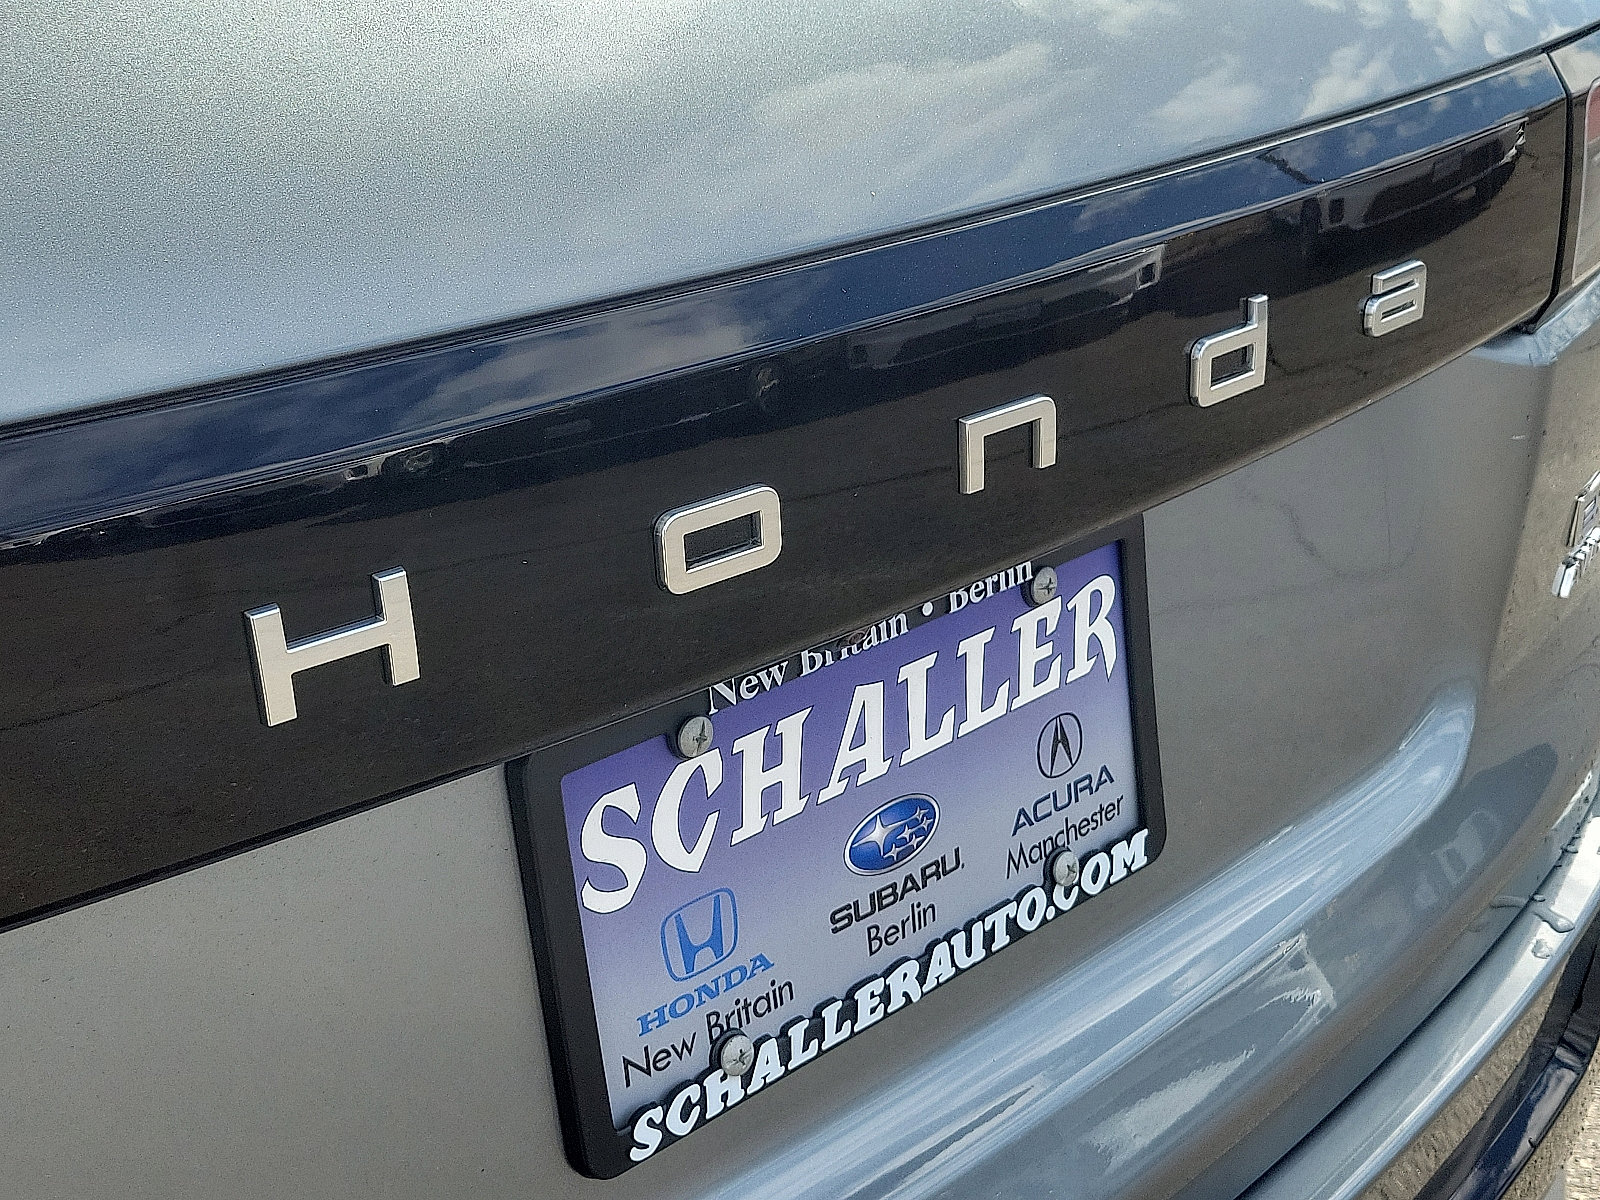 Honda
New Britain • Berlin
SCHALLER
ACURA
Manchester
SUBARU.
Berlin
HONDA
New Britain
SCHALLERAUTO.COM